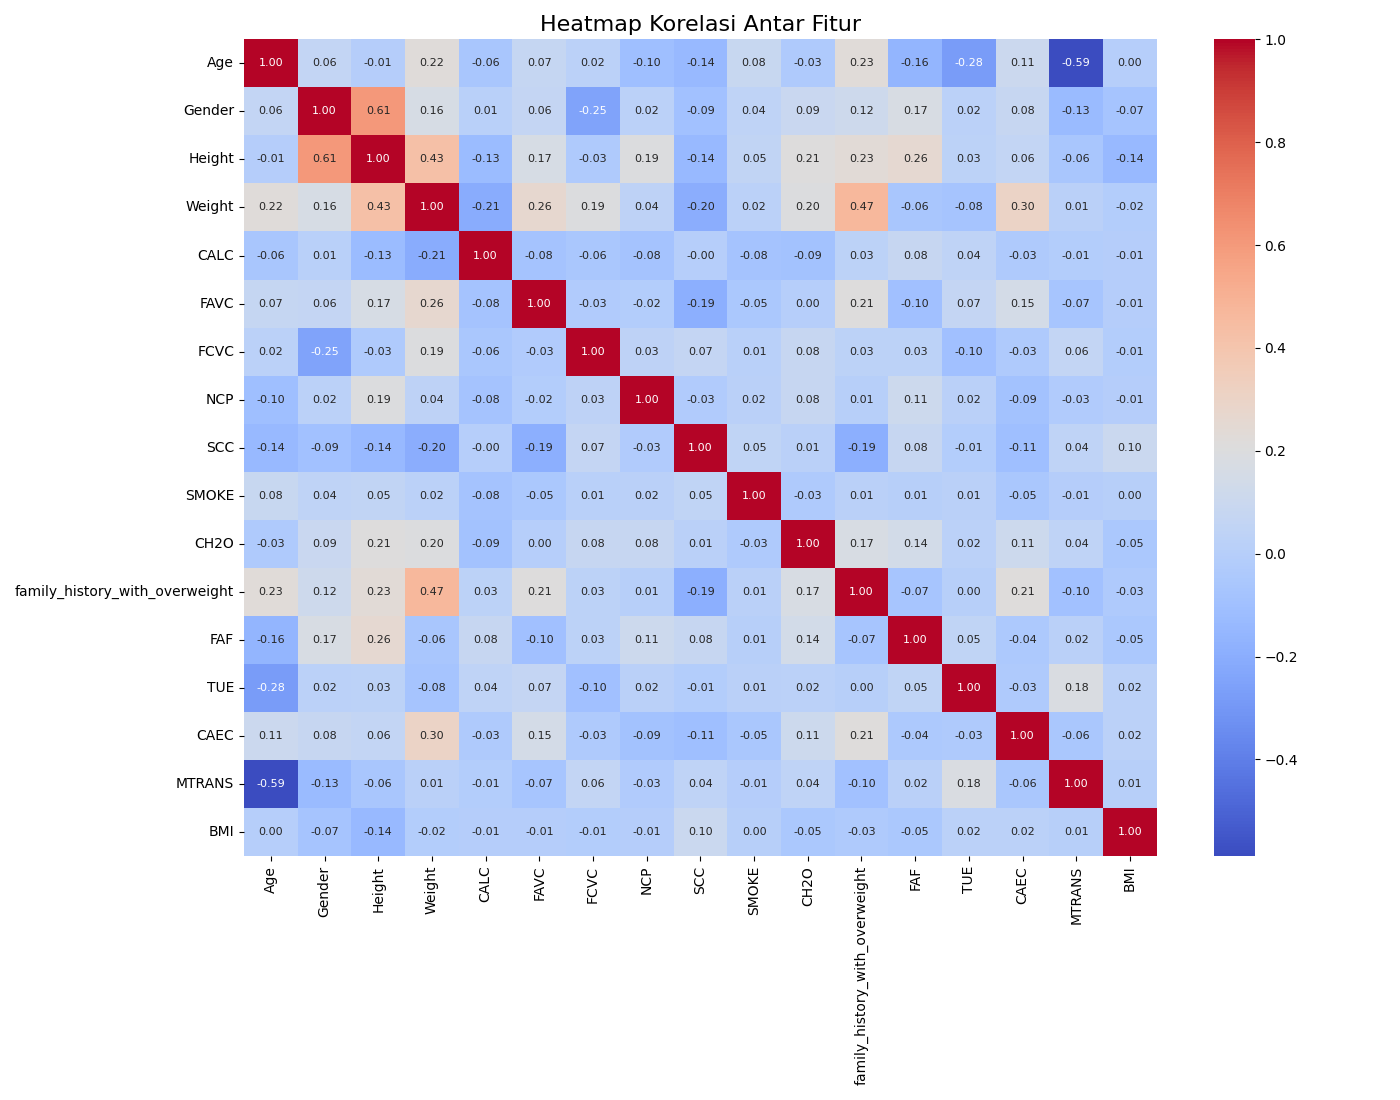 Heatmap Korelasi Antar Fitur
Age 1.00 0.06 -0.01 0.22 -0.06 0.07 0.02 -0.10 -0.14 0.08 -0.03 0.23 -0.16 -0.28 0.11 -0.59 0.00
Gender 0.06 1.00 0.61 0.16 0.01 0.06 -0.25 0.02 -0.09 0.04 0.09 0.12 0.17 0.02 0.08 -0.13 -0.07
Height -0.01 0.61 1.00 0.43 -0.13 0.17 -0.03 0.19 -0.14 0.05 0.21 0.23 0.26 0.03 0.06 -0.06 -0.14
Weight 0.22 0.16 0.43 1.00 -0.21 0.26 0.19 0.04 -0.20 0.02 0.20 0.47 -0.06 -0.08 0.30 0.01 -0.02
CALC -0.06 0.01 -0.13 -0.21 1.00 -0.08 -0.06 -0.08 -0.00 -0.08 -0.09 0.03 0.08 0.04 -0.03 -0.01 -0.01
FAVC 0.07 0.06 0.17 0.26 -0.08 1.00 -0.03 -0.02 -0.19 -0.05 0.00 0.21 -0.10 0.07 0.15 -0.07 -0.01
FCVC 0.02 -0.25 -0.03 0.19 -0.06 -0.03 1.00 0.03 0.07 0.01 0.08 0.03 0.03 -0.10 -0.03 0.06 -0.01
NCP -0.10 0.02 0.19 0.04 -0.08 -0.02 0.03 1.00 -0.03 0.02 0.08 0.01 0.11 0.02 -0.09 -0.03 -0.01
SCC -0.14 -0.09 -0.14 -0.20 -0.00 -0.19 0.07 -0.03 1.00 0.05 0.01 -0.19 0.08 -0.01 -0.11 0.04 0.10
SMOKE 0.08 0.04 0.05 0.02 -0.08 -0.05 0.01 0.02 0.05 1.00 -0.03 0.01 0.01 0.01 -0.05 -0.01 0.00
CH2O -0.03 0.09 0.21 0.20 -0.09 0.00 0.08 0.08 0.01 -0.03 1.00 0.17 0.14 0.02 0.11 0.04 -0.05
family_history_with_overweight 0.23 0.12 0.23 0.47 0.03 0.21 0.03 0.01 -0.19 0.01 0.17 1.00 -0.07 0.00 0.21 -0.10 -0.03
FAF -0.16 0.17 0.26 -0.06 0.08 -0.10 0.03 0.11 0.08 0.01 0.14 -0.07 1.00 0.05 -0.04 0.02 -0.05
TUE -0.28 0.02 0.03 -0.08 0.04 0.07 -0.10 0.02 -0.01 0.01 0.02 0.00 0.05 1.00 -0.03 0.18 0.02
CAEC 0.11 0.08 0.06 0.30 -0.03 0.15 -0.03 -0.09 -0.11 -0.05 0.11 0.21 -0.04 -0.03 1.00 -0.06 0.02
MTRANS -0.59 -0.13 -0.06 0.01 -0.01 -0.07 0.06 -0.03 0.04 -0.01 0.04 -0.10 0.02 0.18 -0.06 1.00 0.01
BMI 0.00 -0.07 -0.14 -0.02 -0.01 -0.01 -0.01 -0.01 0.10 0.00 -0.05 -0.03 -0.05 0.02 0.02 0.01 1.00
Age Gender Height Weight CALC FAVC FCVC NCP SCC SMOKE CH2O family_history_with_overweight FAF TUE CAEC MTRANS BMI
1.0
0.8
0.6
0.4
0.2
0.0
−0.2
−0.4